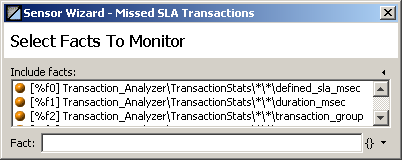 Sensor Wizard - Missed SLA Transactions
Select Facts To Monitor
Include facts:
[%f0] Transaction_Analyzer\TransactionStats\*\*\defined_sla_msec
[%f1] Transaction_Analyzer\TransactionStats\*\*\duration_msec
[%f2] Transaction_Analyzer\TransactionStats\*\*\transaction_group
Fact: {}